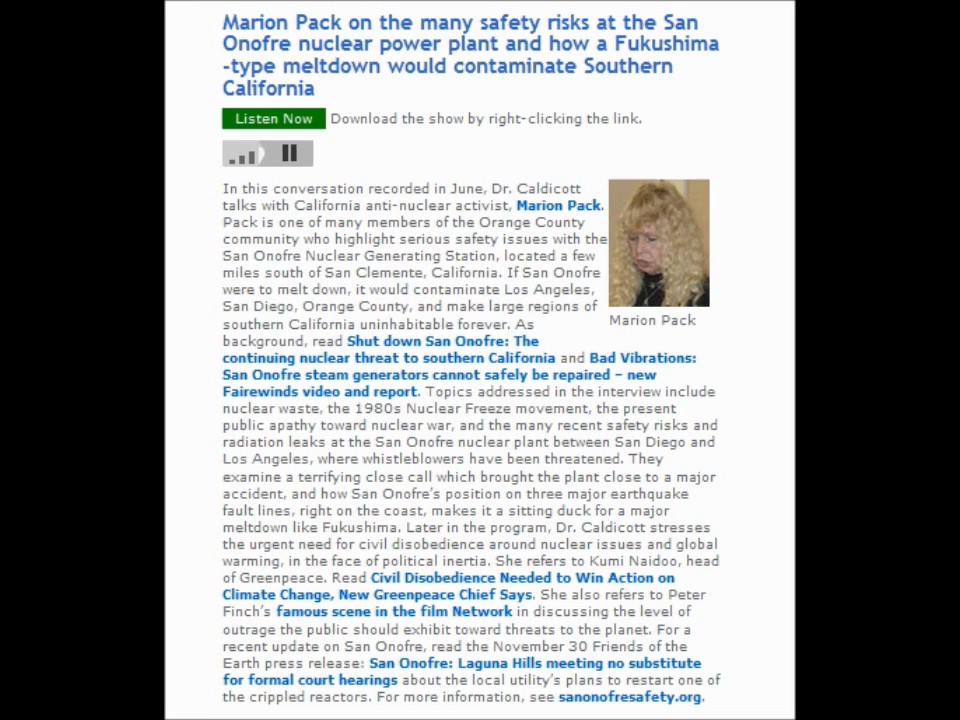 Marion Pack on the many safety risks at the San
Onofre nuclear power plant and how a Fukushima
-type meltdown would contaminate Southern
California
Listen Now Download the show by right-clicking the link.
In this conversation recorded in June, Dr. Caldicott
talks with California anti-nuclear activist, Marion Pack.
Pack is one of many members of the Orange County
community who highlight serious safety issues with the
San Onofre Nuclear Generating Station, located a few
miles south of San Clemente, California. If San Onofre
were to melt down, it would contaminate Los Angeles,
San Diego, Orange County, and make large regions of
southern California uninhabitable forever. As
Marion Pack
background, read Shut down San Onofre: The
continuing nuclear threat to southern California and Bad Vibrations:
San Onofre steam generators cannot safely be repaired – new
Fairewinds video and report. Topics addressed in the interview include
nuclear waste, the 1980s Nuclear Freeze movement, the present
public apathy toward nuclear war, and the many recent safety risks and
radiation leaks at the San Onofre nuclear plant between San Diego and
Los Angeles, where whistleblowers have been threatened. They
examine a terrifying close call which brought the plant close to a major
accident, and how San Onofre's position on three major earthquake
fault lines, right on the coast, makes it a sitting duck for a major
meltdown like Fukushima. Later in the program, Dr. Caldicott stresses
the urgent need for civil disobedience around nuclear issues and global
warming, in the face of political inertia. She refers to Kumi Naidoo, head
of Greenpeace. Read Civil Disobedience Needed to Win Action on
Climate Change, New Greenpeace Chief Says. She also refers to Peter
Finch's famous scene in the film Network in discussing the level of
outrage the public should exhibit toward threats to the planet. For a
recent update on San Onofre, read the November 30 Friends of the
Earth press release: San Onofre: Laguna Hills meeting no substitute
for formal court hearings about the local utility's plans to restart one of
the crippled reactors. For more information, see sanonofresafety.org.